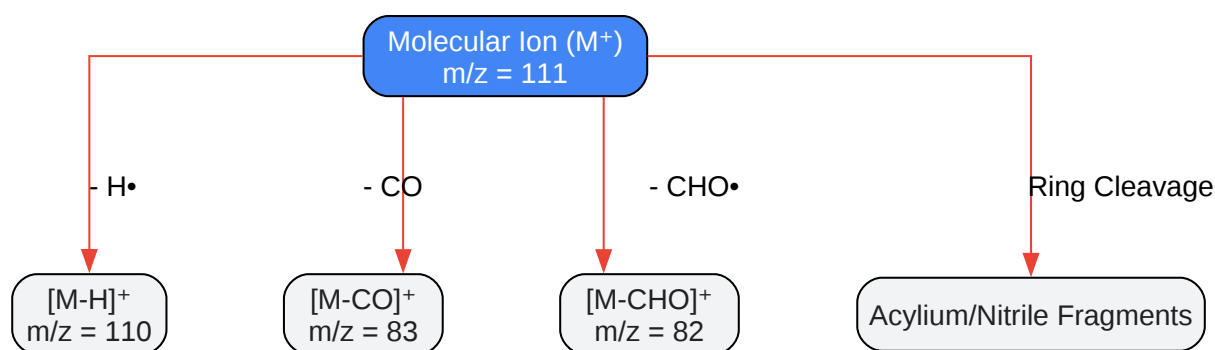 Molecular Ion (M⁺)
m/z = 111
- H•
- CO
- CHO•
Ring Cleavage
[M-H]⁺
m/z = 110
[M-CO]⁺
m/z = 83
[M-CHO]⁺
m/z = 82
Acylium/Nitrile Fragments